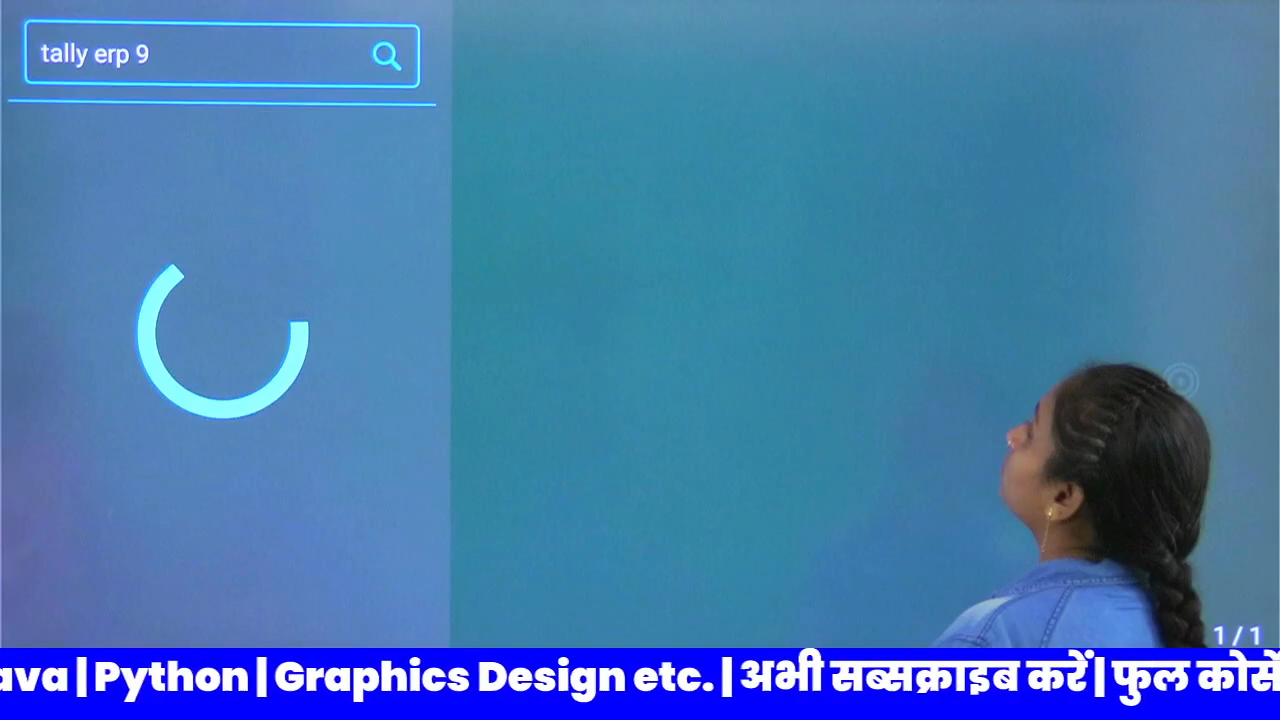 tally erp 9
1 / 1
ava | Python | Graphics Design etc. | अभी सब्सक्राइब करें | फुल कोर्से